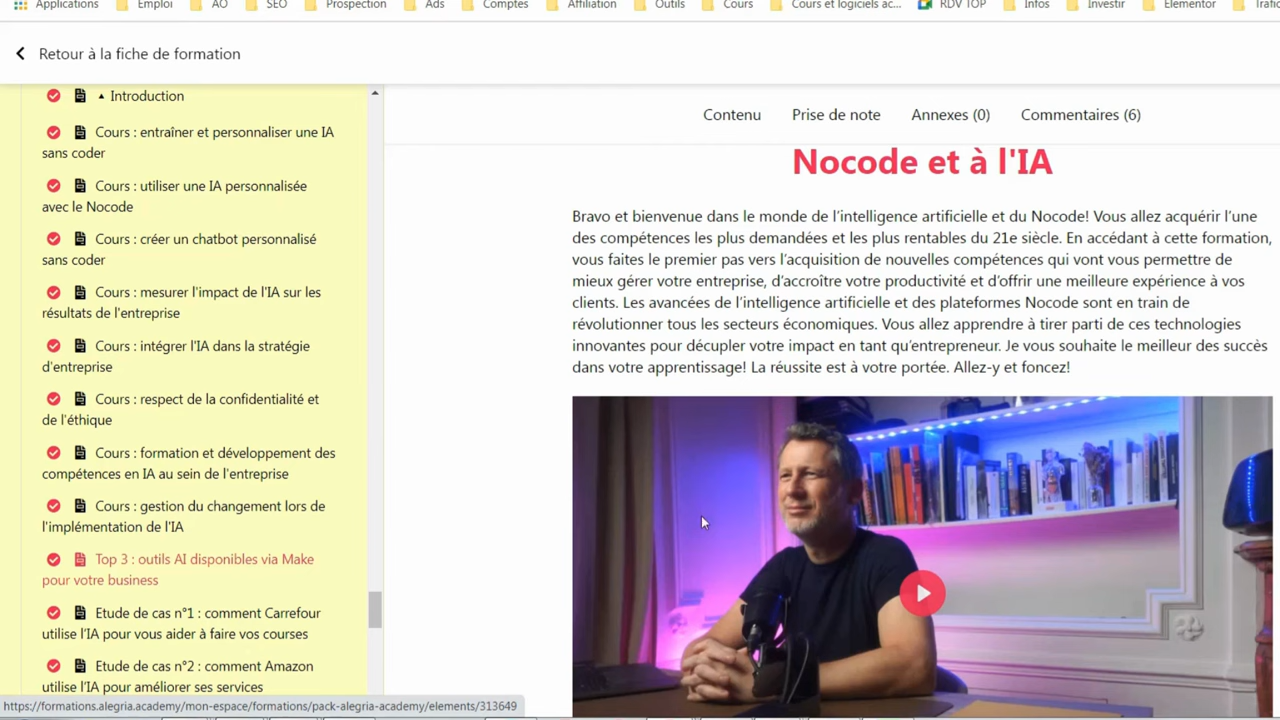 Applications Emploi AO SEO Prospection Ads Comptes Affiliation Outils Cours Cours et logiciels ac... RDV TOP Infos Investir Elementor
Retour à la fiche de formation
Introduction
Cours : entraîner et personnaliser une IA
sans coder
Cours : utiliser une IA personnalisée
avec le Nocode
Cours : créer un chatbot personnalisé
sans coder
Cours : mesurer l'impact de l'IA sur les
résultats de l'entreprise
Cours : intégrer l'IA dans la stratégie
d'entreprise
Cours : respect de la confidentialité et
de l'éthique
Cours : formation et développement des
compétences en IA au sein de l'entreprise
Cours : gestion du changement lors de
l'implémentation de l'IA
Top 3 : outils AI disponibles via Make
pour votre business
Etude de cas n°1 : comment Carrefour
utilise l'IA pour vous aider à faire vos courses
Etude de cas n°2 : comment Amazon
utilise l'IA pour améliorer ses services
https://formations.alegria.academy/mon-espace/formations/pack-alegria-academy/elements/313649
Contenu Prise de note Annexes (0) Commentaires (6)
Nocode et à l'IA
Bravo et bienvenue dans le monde de l'intelligence artificielle et du Nocode! Vous allez acquérir l'une
des compétences les plus demandées et les plus rentables du 21e siècle. En accédant à cette formation,
vous faites le premier pas vers l'acquisition de nouvelles compétences qui vont vous permettre de
mieux gérer votre entreprise, d'accroître votre productivité et d'offrir une meilleure expérience à vos
clients. Les avancées de l'intelligence artificielle et des plateformes Nocode sont en train de
révolutionner tous les secteurs économiques. Vous allez apprendre à tirer parti de ces technologies
innovantes pour décupler votre impact en tant qu'entrepreneur. Je vous souhaite le meilleur des succès
dans votre apprentissage! La réussite est à votre portée. Allez-y et foncez!